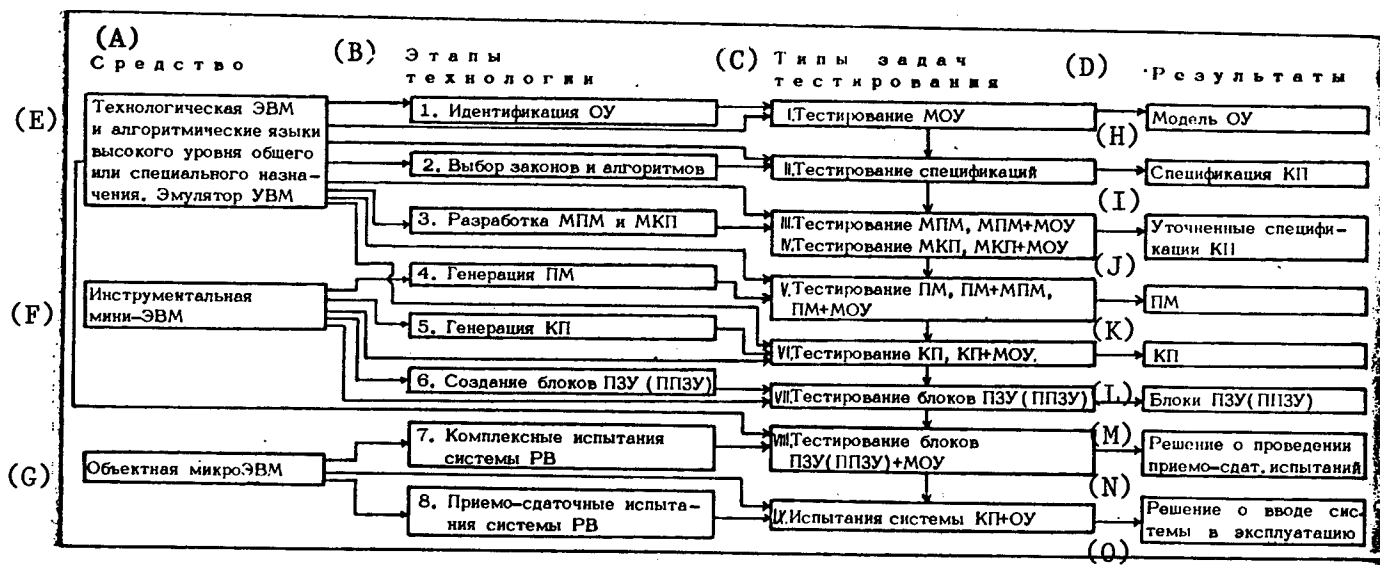 (A)
Средство
(B)
Этапы
технологии
(C)
Типы задач
тестирования
(D)
Результаты
(E)
Технологическая ЭВМ
и алгоритмические языки
высокого уровня общего
или специального назна-
чения. Эмулятор УВМ
1. Идентификация ОУ
I.Тестирование МОУ
(H)
Модель ОУ
2. Выбор законов и алгоритмов
II.Тестирование спецификаций
Спецификация КП
(I)
3. Разработка МПМ и МКП
III.Тестирование МПМ, МПМ+МОУ
IV.Тестирование МКП, МКП+МОУ
Уточненные специфи-
кации КП
(J)
(F)
Инструментальная
мини-ЭВМ
4. Генерация ПМ
V.Тестирование ПМ, ПМ+МПМ,
ПМ+МОУ
ПМ
(K)
5. Генерация КП
VI.Тестирование КП, КП+МОУ.
КП
6. Создание блоков ПЗУ (ППЗУ)
VII.Тестирование блоков ПЗУ (ППЗУ)
(L)
Блоки ПЗУ(ППЗУ)
(G)
Объектная микроЭВМ
7. Комплексные испытания
системы РВ
VIII.Тестирование блоков
ПЗУ(ППЗУ)+МОУ
(M)
Решение о проведении
приемо-сдат.испытаний
(N)
8. Приемо-сдаточные испыта-
ния системы РВ
IX.Испытания системы КП+ОУ
Решение о вводе сис-
темы в эксплуатацию
(O)